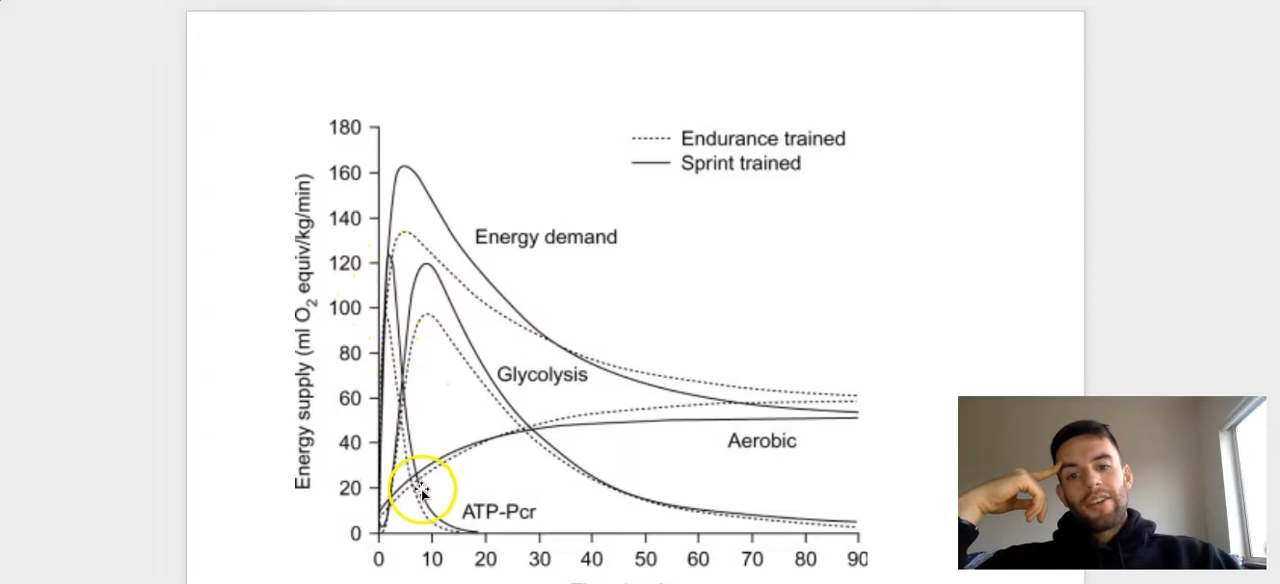 180
160
140
120
100
80
60
40
20
0
Energy supply (ml O2 equiv/kg/min)
Endurance trained
Sprint trained
Energy demand
Glycolysis
Aerobic
ATP-Pcr
0 10 20 30 40 50 60 70 80 90